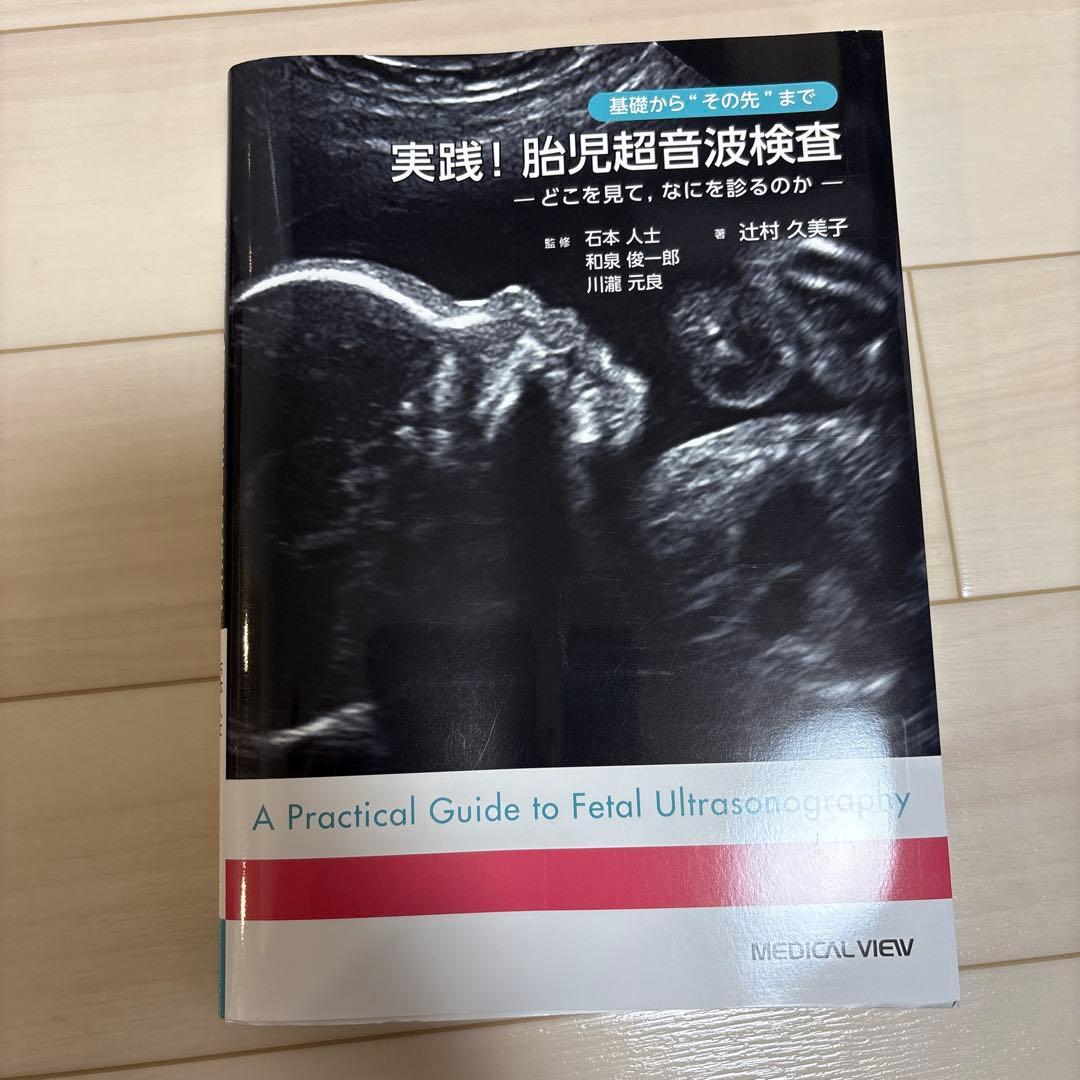 基礎から“その先”まで
実践！胎児超音波検査
― どこを見て，なにを診るのか ―
監修 石本 人士
和泉 俊一郎
川瀧 元良
著 辻村 久美子
A Practical Guide to Fetal Ultrasonography
MEDICAL VIEW